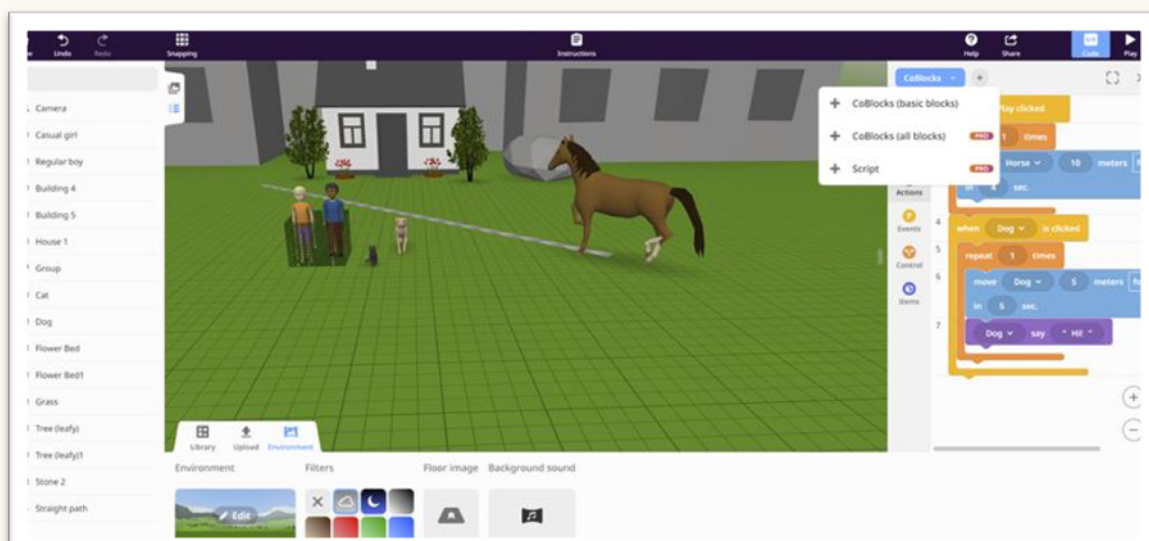 Undo
Redo
Snapping
Instructions
Help
Share
Code
Play
Camera
Casual girl
Regular boy
Building 4
Building 5
House 1
Group
Cat
Dog
Flower Bed
Flower Bed1
Grass
Tree (leafy)
Tree (leafy)1
Stone 2
Straight path
Library
Upload
Environment
Environment
Edit
Filters
Floor image
Background sound
CoBlocks
CoBlocks (basic blocks)
CoBlocks (all blocks) PRO
Script PRO
Actions
Events
Control
Items
lay clicked
1 times
Horse 10 meters
in sec.
4 when Dog is clicked
5 repeat 1 times
6 move Dog 5 meters
in 5 sec.
7 Dog say " Hi! "